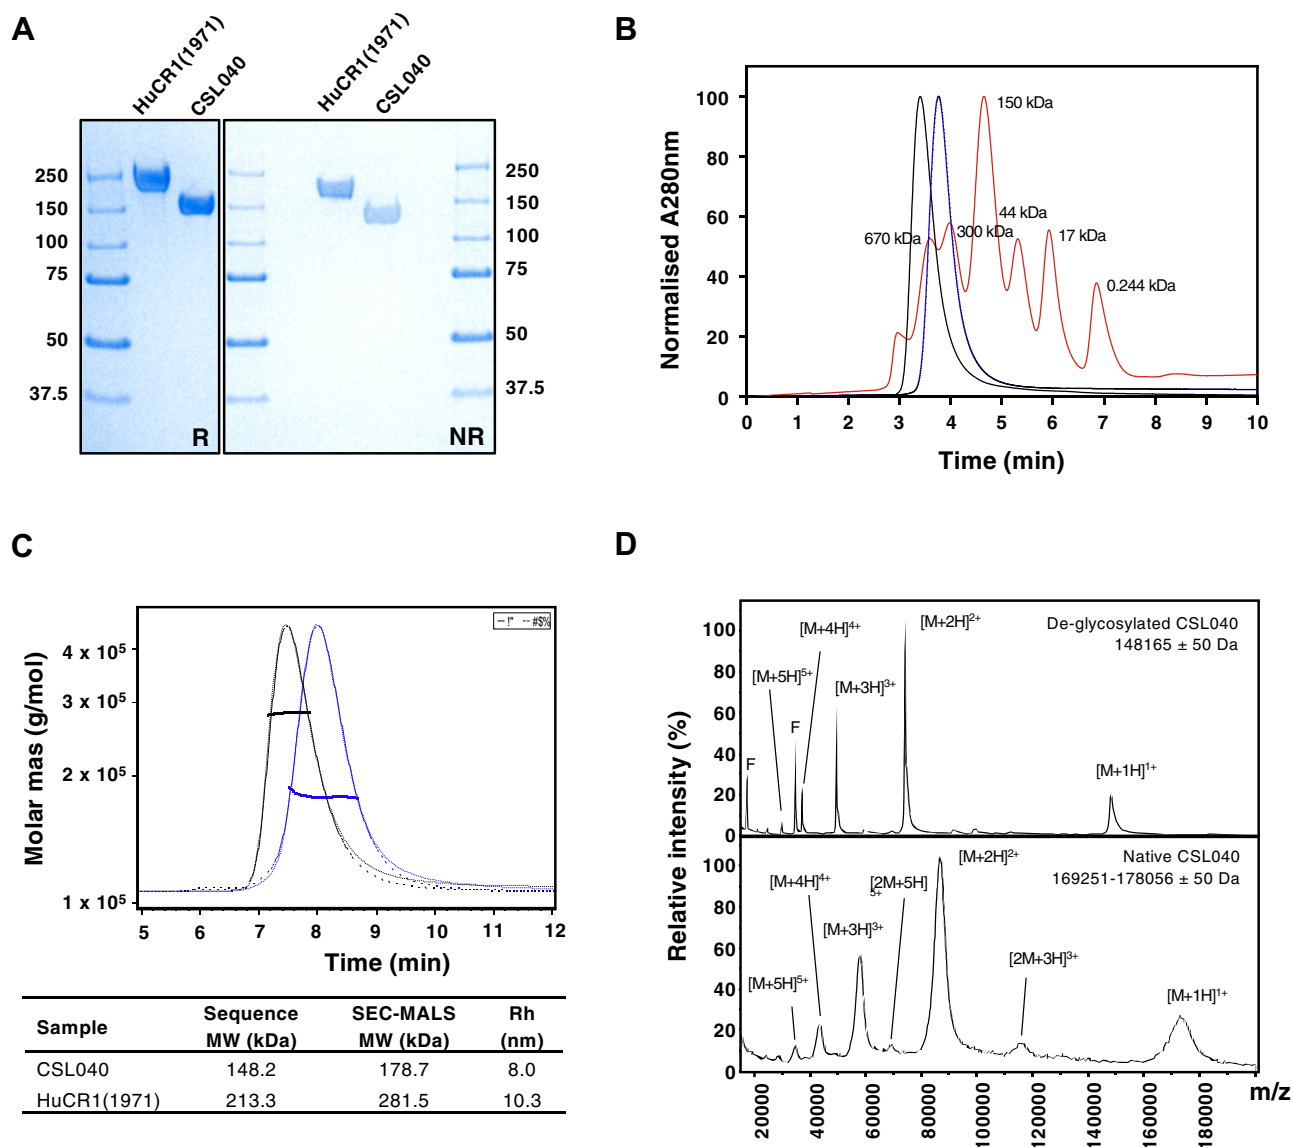 A
HuCR1(1971)
CSL040
HuCR1(1971)
CSL040
250
150
100
75
50
37.5
R
250
150
100
75
50
37.5
NR
B
Normalised A280nm
100
80
60
40
20
0
670 kDa
300 kDa
150 kDa
44 kDa
17 kDa
0.244 kDa
0 1 2 3 4 5 6 7 8 9 10
Time (min)
C
Molar mas (g/mol)
4 x 10⁵
3 x 10⁵
2 x 10⁵
1 x 10⁵
!" #$%
5 6 7 8 9 10 11 12
Time (min)
Sample Sequence MW (kDa) SEC-MALS MW (kDa) Rh (nm)
CSL040 148.2 178.7 8.0
HuCR1(1971) 213.3 281.5 10.3
D
Relative intensity (%)
100
80
60
40
20
0
F
[M+5H]⁵⁺
F
[M+4H]⁴⁺
[M+3H]³⁺
[M+2H]²⁺
[M+1H]¹⁺
De-glycosylated CSL040
148165 ± 50 Da
100
80
60
40
20
0
[M+5H]⁵⁺
[M+4H]⁴⁺
[M+3H]³⁺
[2M+5H]
5+
[M+2H]²⁺
[2M+3H]³⁺
[M+1H]¹⁺
Native CSL040
169251-178056 ± 50 Da
20000 40000 60000 80000 100000 120000 140000 160000 180000
m/z